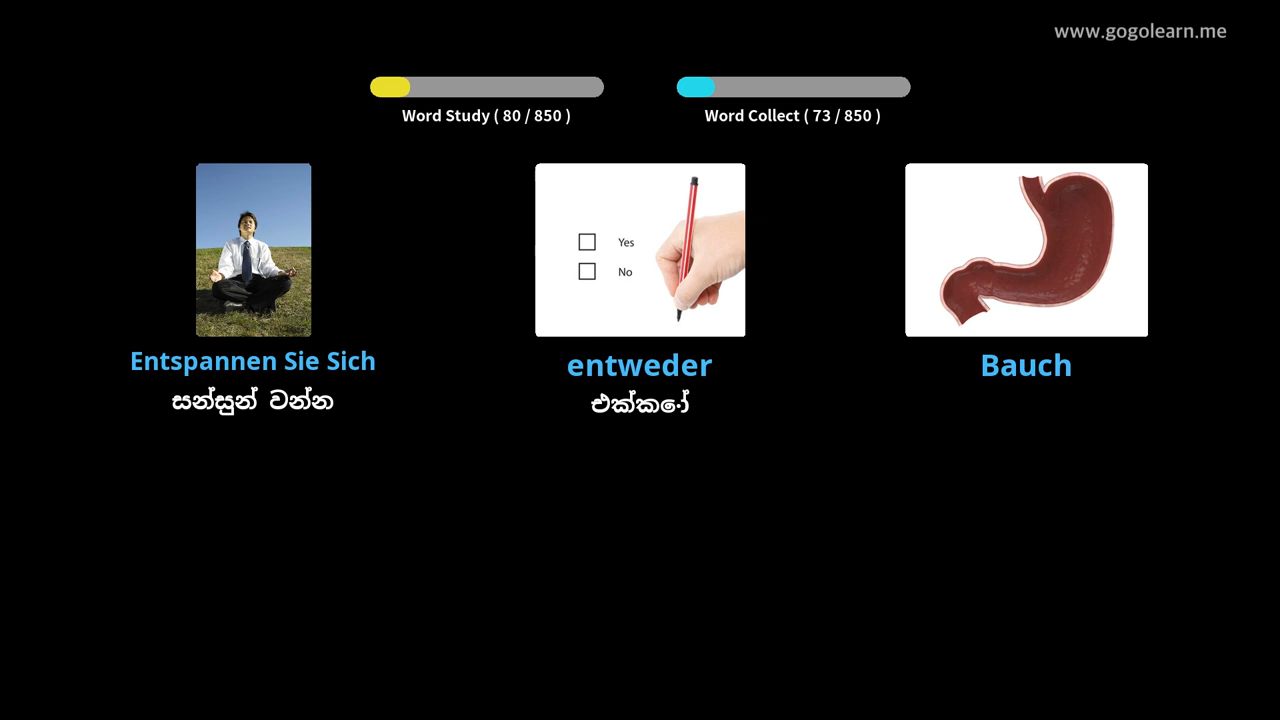 www.gogolearn.me
Word Study ( 80 / 850 )
Word Collect ( 73 / 850 )
Yes
No
Entspannen Sie Sich
entweder
Bauch
සන්සුන් වන්න
එක්කෝ